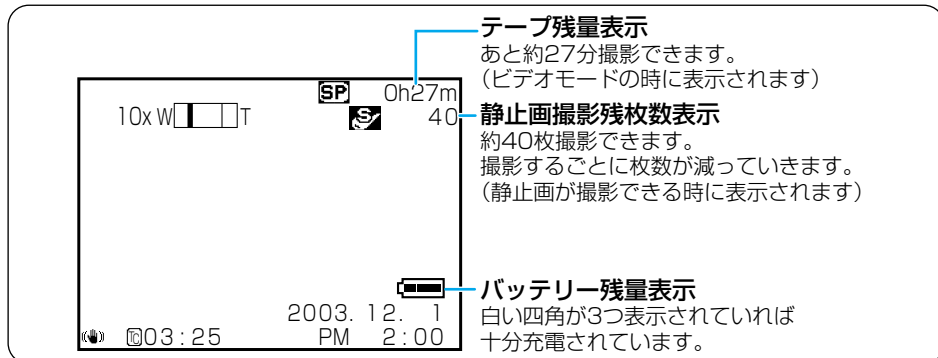 テープ残量表示
あと約27分撮影できます。
（ビデオモードの時に表示されます）
SP 0h27m
10x W T S 40
静止画撮影残枚数表示
約40枚撮影できます。
撮影するごとに枚数が減っていきます。
（静止画が撮影できる時に表示されます）
バッテリー残量表示
白い四角が3つ表示されていれば
十分充電されています。
2003. 12. 1
TC 03:25 PM 2:00